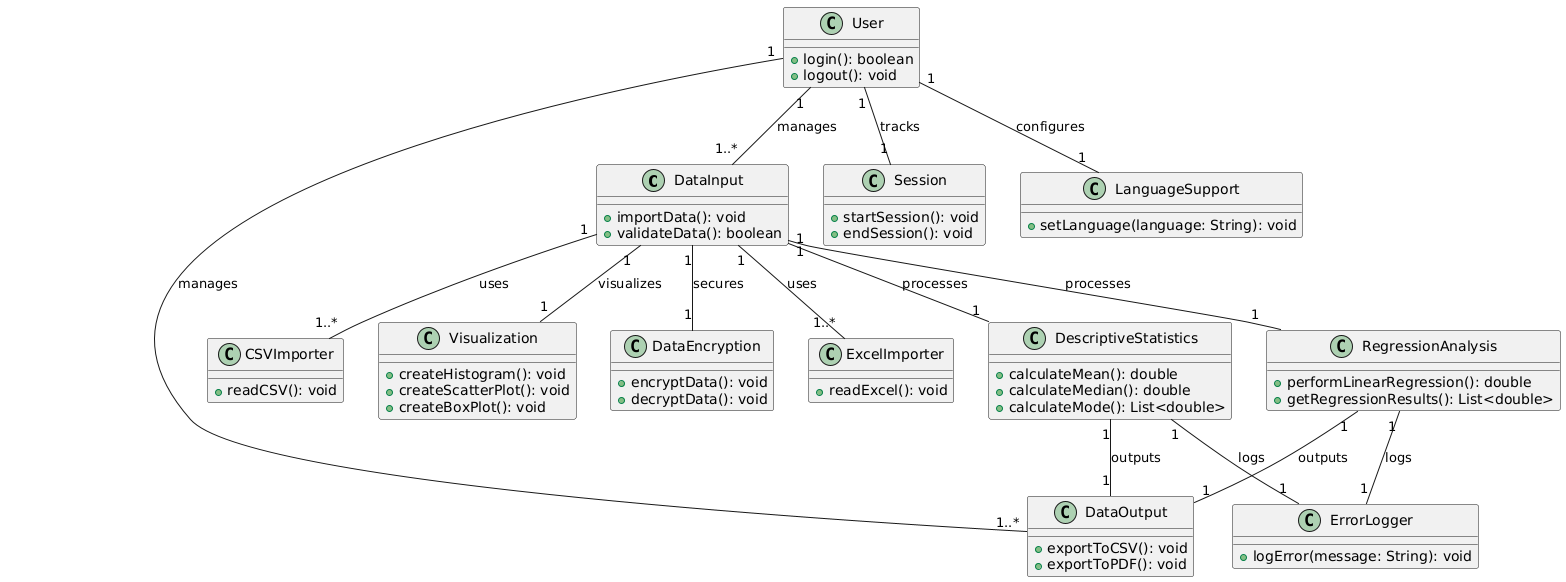 C User
login(): boolean
logout(): void
1
1
1
1
manages
tracks
configures
1..*
1
1
C DataInput
importData(): void
validateData(): boolean
C Session
startSession(): void
endSession(): void
C LanguageSupport
setLanguage(language: String): void
1
1
1
1
1
1
manages
uses
visualizes
secures
uses
processes
processes
1..*
1
1
1..*
1
1
C CSVImporter
readCSV(): void
C Visualization
createHistogram(): void
createScatterPlot(): void
createBoxPlot(): void
C DataEncryption
encryptData(): void
decryptData(): void
C ExcelImporter
readExcel(): void
C DescriptiveStatistics
calculateMean(): double
calculateMedian(): double
calculateMode(): List<double>
C RegressionAnalysis
performLinearRegression(): double
getRegressionResults(): List<double>
1
1
1
1
outputs
logs
outputs
logs
1..*
1
1
1
1
C DataOutput
exportToCSV(): void
exportToPDF(): void
C ErrorLogger
logError(message: String): void